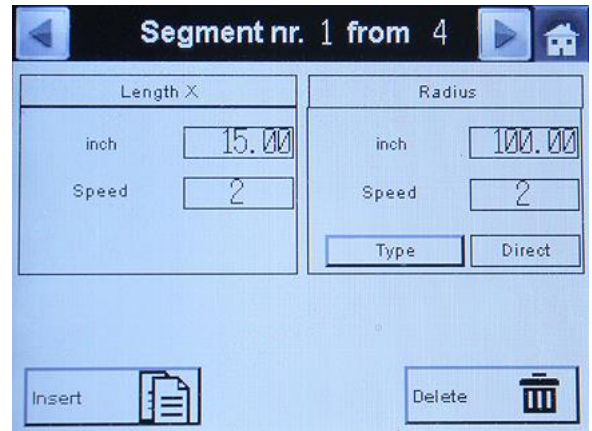 Segment nr. 1 from 4
Length X
inch 15.00
Speed 2
Radius
inch 100.00
Speed 2
Type Direct
Insert
Delete